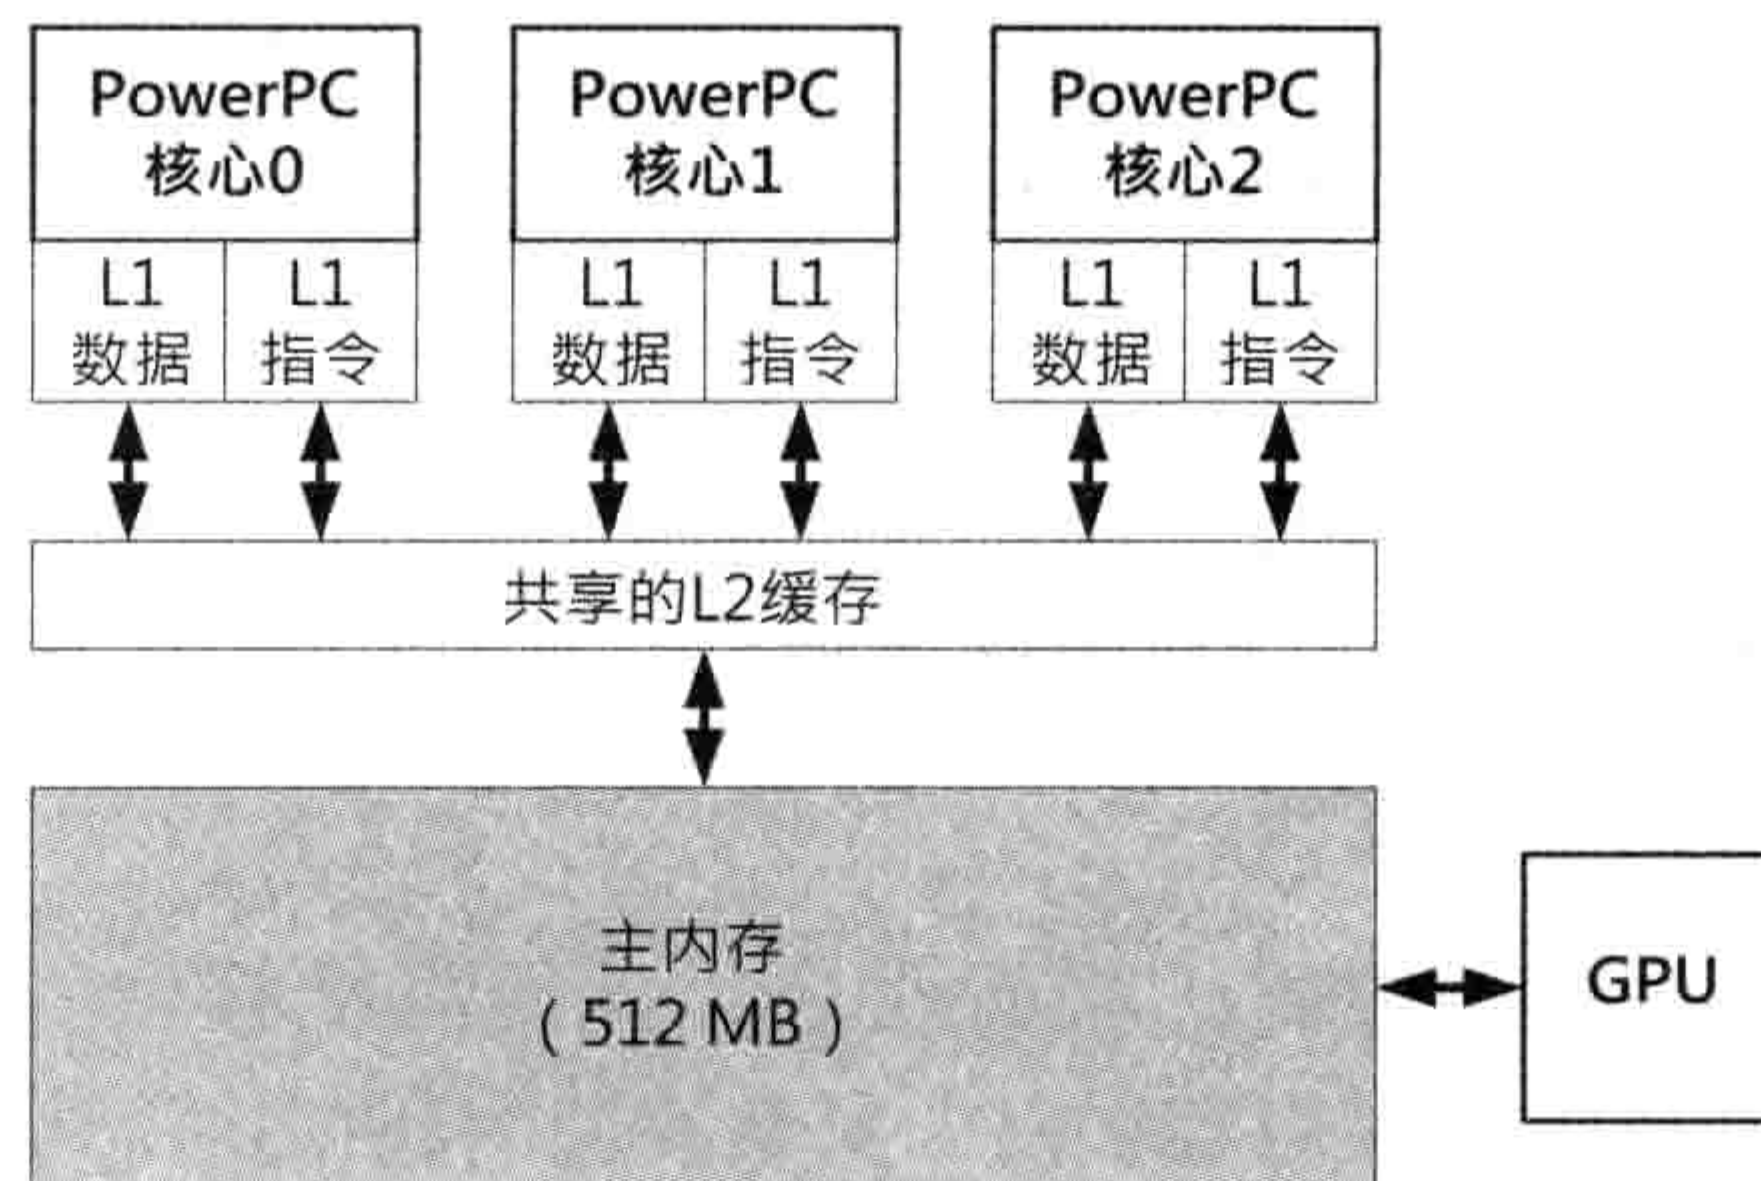 PowerPC
核心0
PowerPC
核心1
PowerPC
核心2
L1
数据
L1
指令
L1
数据
L1
指令
L1
数据
L1
指令
共享的L2缓存
主内存
(512 MB)
GPU